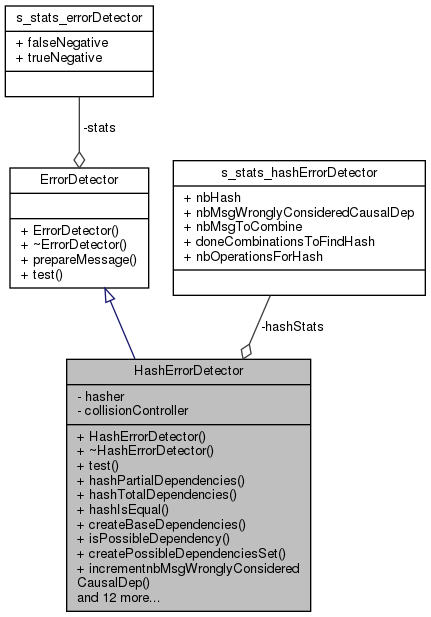 s_stats_errorDetector
+ falseNegative
+ trueNegative
-stats
ErrorDetector
+ ErrorDetector()
+ ~ErrorDetector()
+ prepareMessage()
+ test()
s_stats_hashErrorDetector
+ nbHash
+ nbMsgWronglyConsideredCausalDep
+ nbMsgToCombine
+ doneCombinationsToFindHash
+ nbOperationsForHash
-hashStats
HashErrorDetector
- hasher
- collisionController
+ HashErrorDetector()
+ ~HashErrorDetector()
+ test()
+ hashPartialDependencies()
+ hashTotalDependencies()
+ hashIsEqual()
+ createBaseDependencies()
+ isPossibleDependency()
+ createPossibleDependenciesSet()
+ incrementnbMsgWronglyConsidered
CausalDep()
and 12 more...